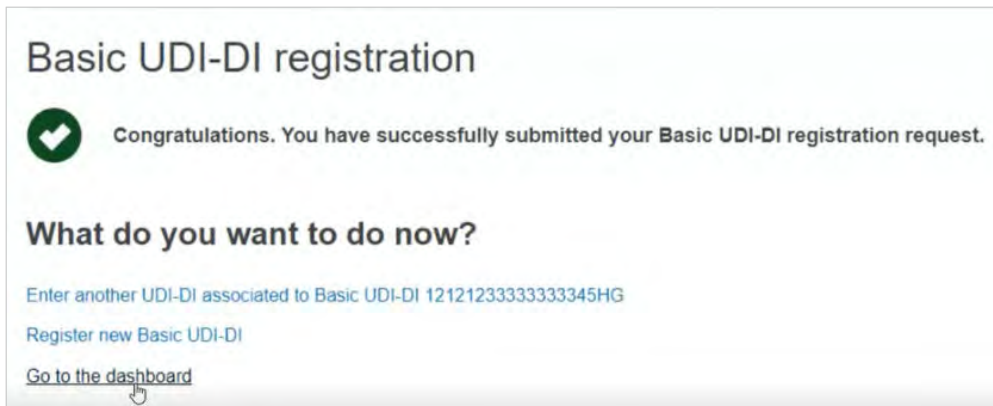 Basic UDI-DI registration
Congratulations. You have successfully submitted your Basic UDI-DI registration request.
What do you want to do now?
Enter another UDI-DI associated to Basic UDI-DI 12121233333333345HG
Register new Basic UDI-DI
Go to the dashboard